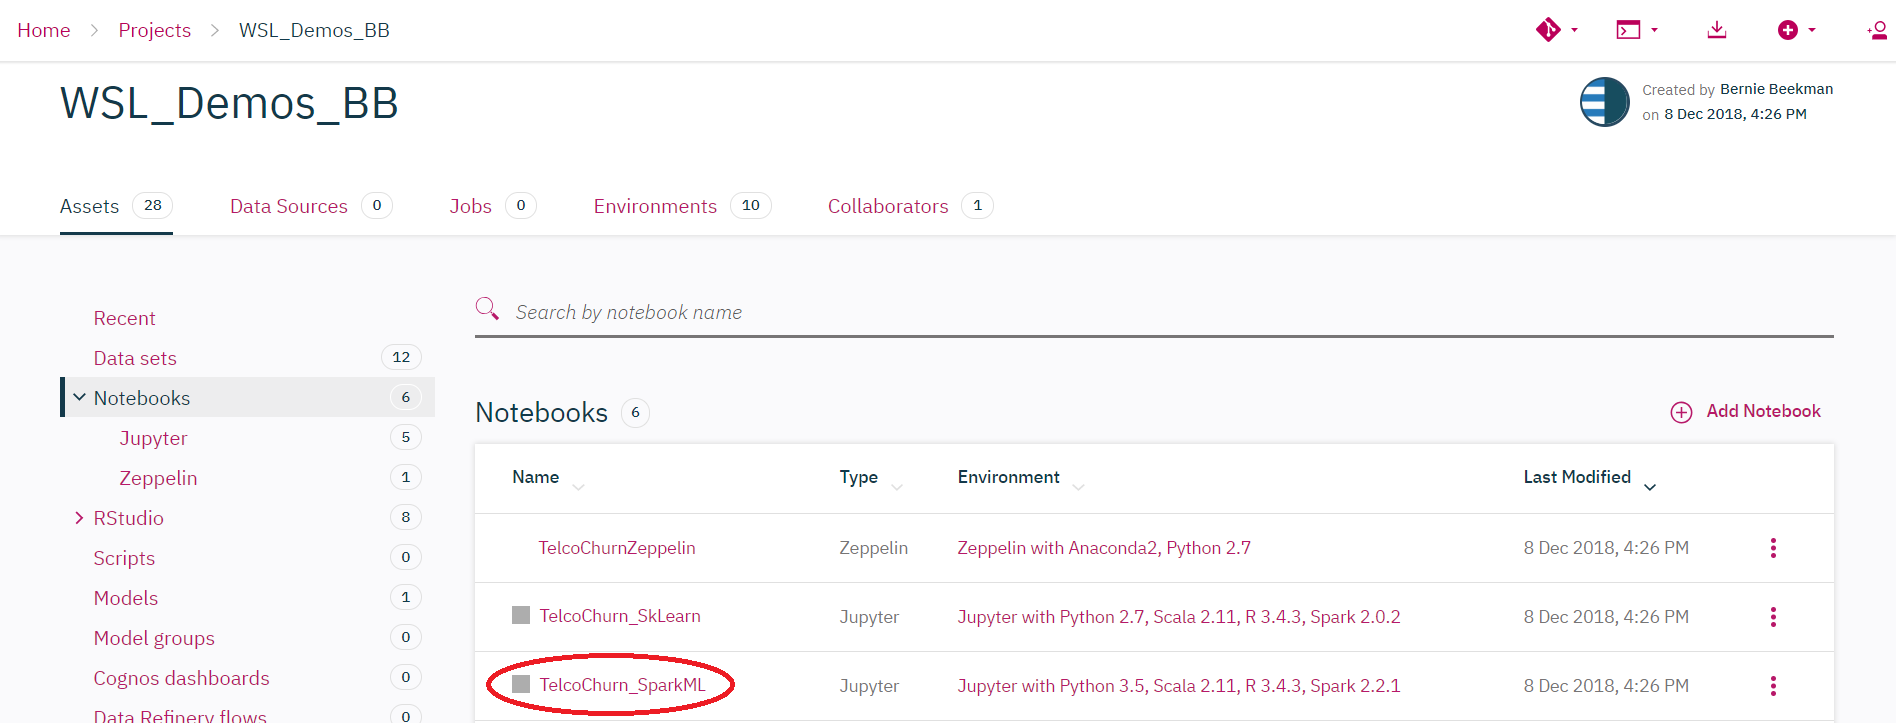 Home Projects WSL_Demos_BB
WSL_Demos_BB
Created by Bernie Beekman
on 8 Dec 2018, 4:26 PM
Assets 28 Data Sources 0 Jobs 0 Environments 10 Collaborators 1
Recent
Data sets 12
Notebooks 6
Jupyter 5
Zeppelin 1
RStudio 8
Scripts 0
Models 1
Model groups 0
Cognos dashboards 0
Data Refinery flows 0
Search by notebook name
Notebooks 6 Add Notebook
Name Type Environment Last Modified
TelcoChurnZeppelin Zeppelin Zeppelin with Anaconda2, Python 2.7 8 Dec 2018, 4:26 PM
TelcoChurn_SkLearn Jupyter Jupyter with Python 2.7, Scala 2.11, R 3.4.3, Spark 2.0.2 8 Dec 2018, 4:26 PM
TelcoChurn_SparkML Jupyter Jupyter with Python 3.5, Scala 2.11, R 3.4.3, Spark 2.2.1 8 Dec 2018, 4:26 PM